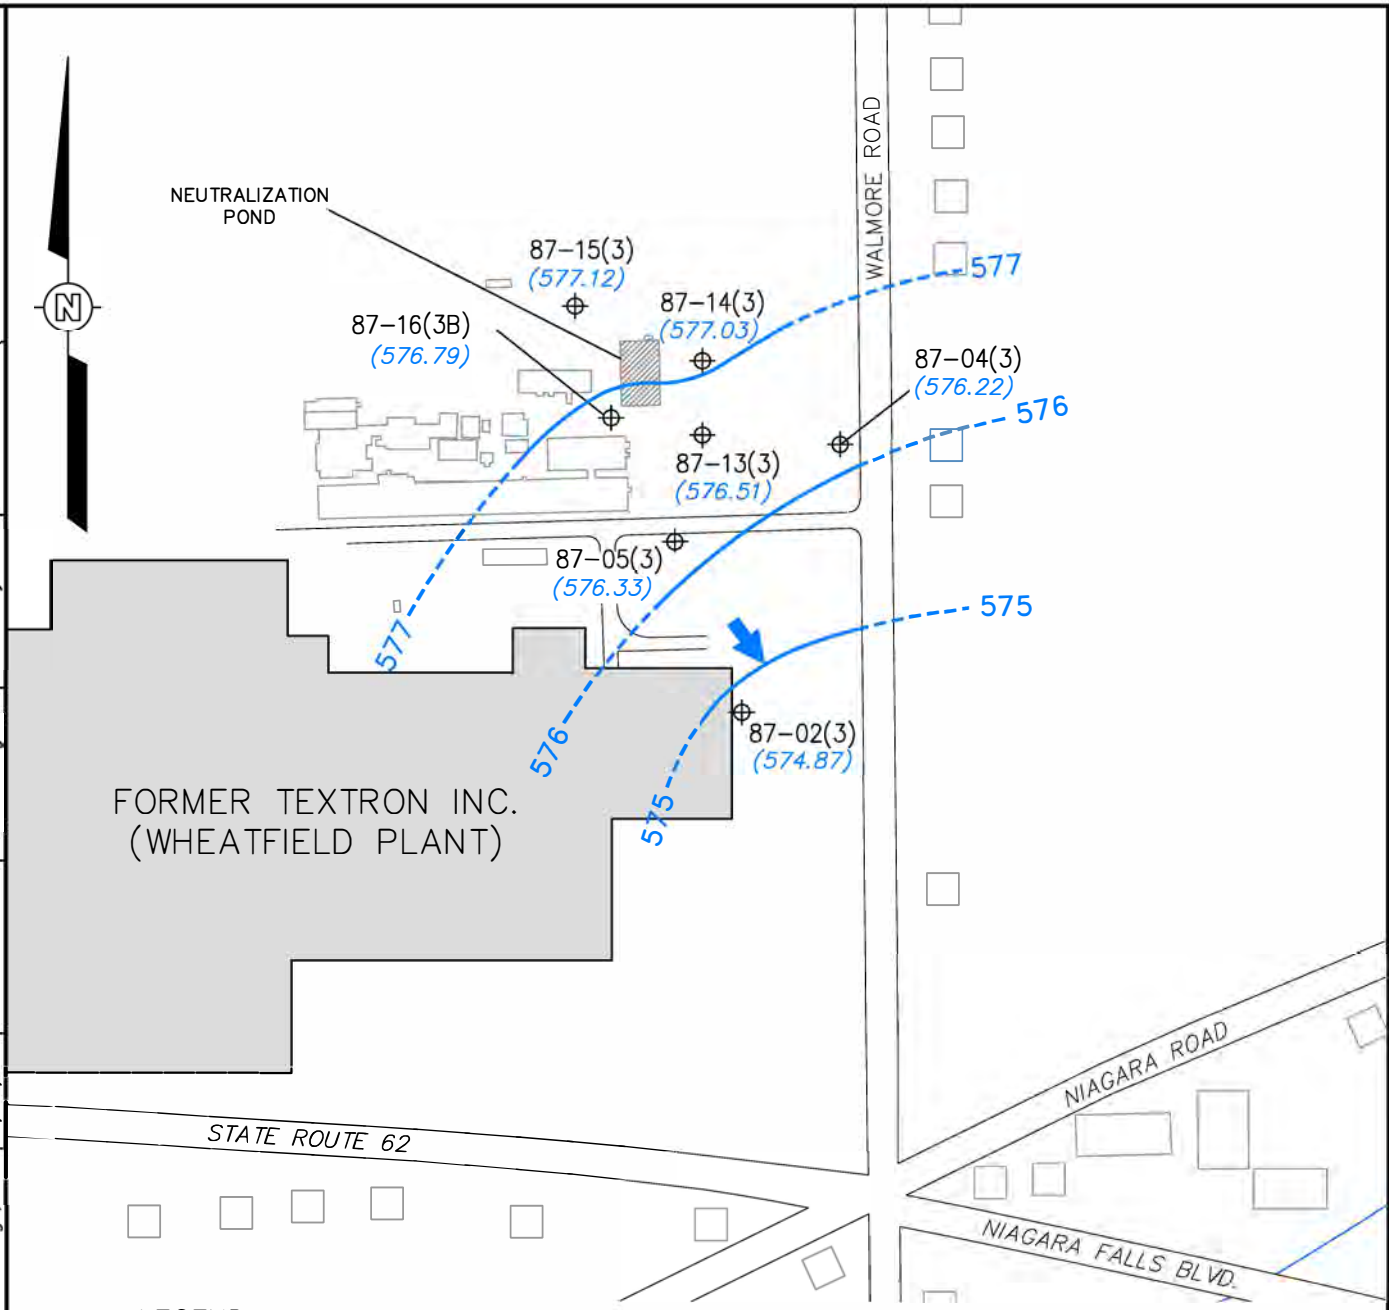 WALMORE ROAD
NEUTRALIZATION
POND
87-15(3)
(577.12)
577
87-14(3)
(577.03)
N
87-16(3B)
(576.79)
87-04(3)
(576.22)
576
87-13(3)
(576.51)
87-05(3)
(576.33)
575
577
576
87-02(3)
(574.87)
575
FORMER TEXTRON INC.
(WHEATFIELD PLANT)
NIAGARA ROAD
STATE ROUTE 62
NIAGARA FALLS BLVD.